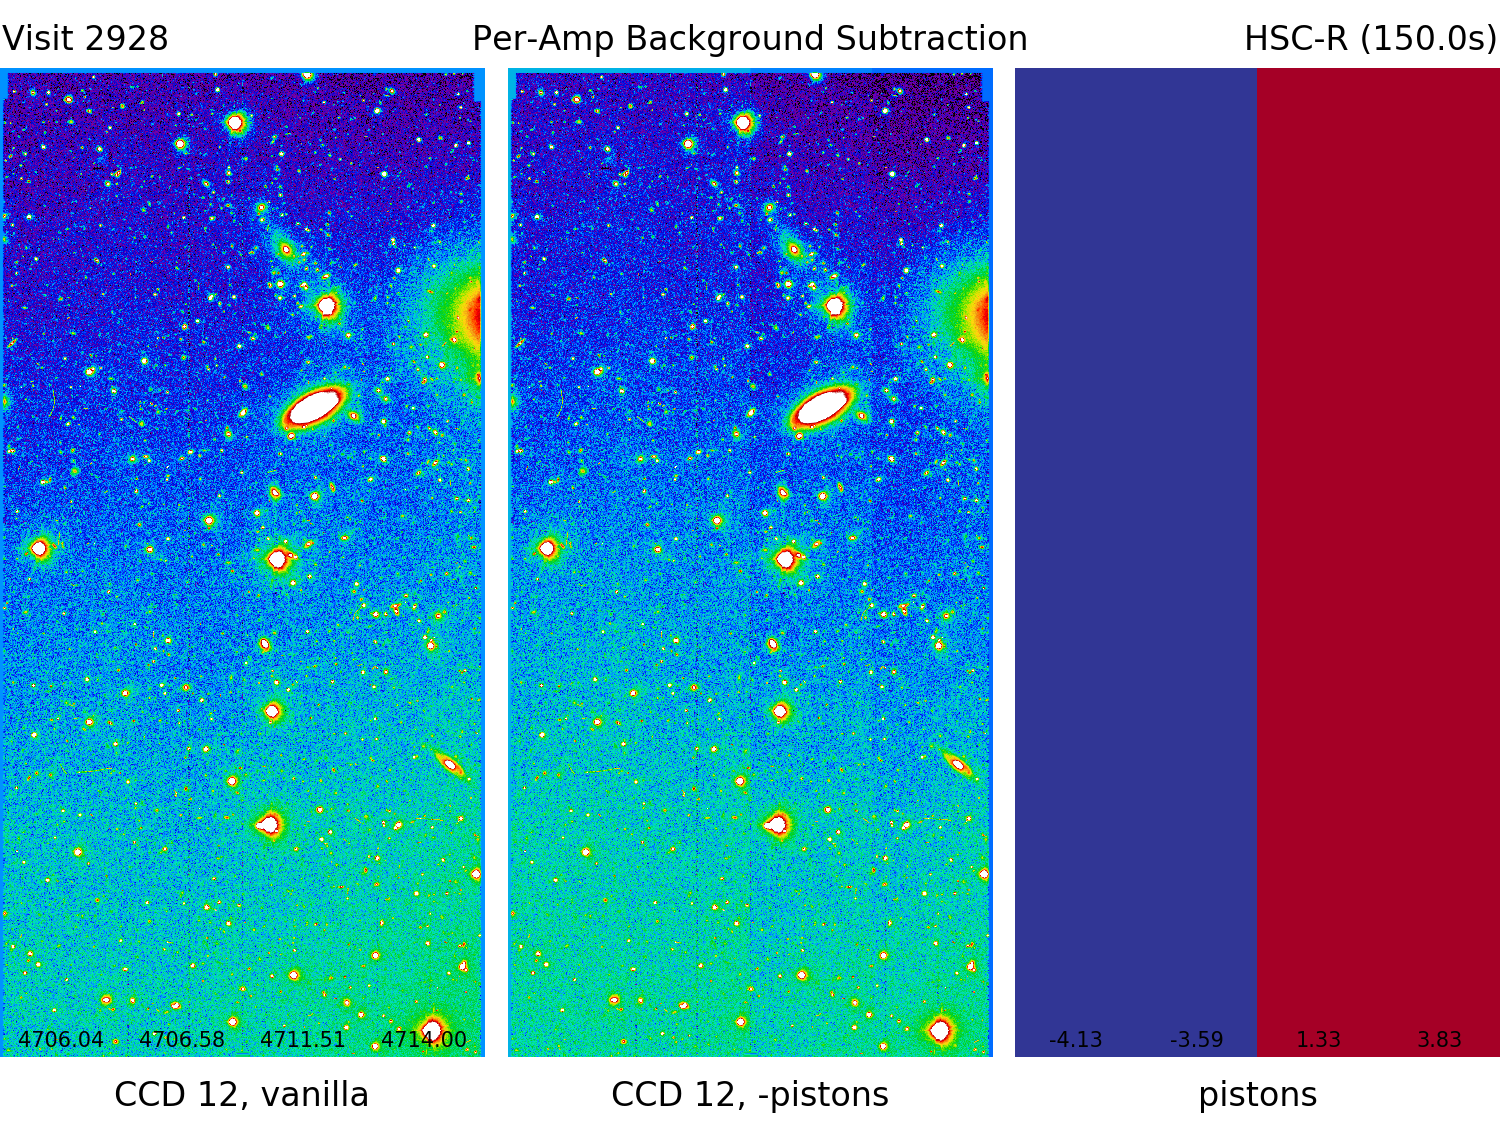 Visit 2928 Per-Amp Background Subtraction HSC-R (150.0s)
4706.04 4706.58 4711.51 4714.00 -4.13 -3.59 1.33 3.83
CCD 12, vanilla CCD 12, -pistons pistons